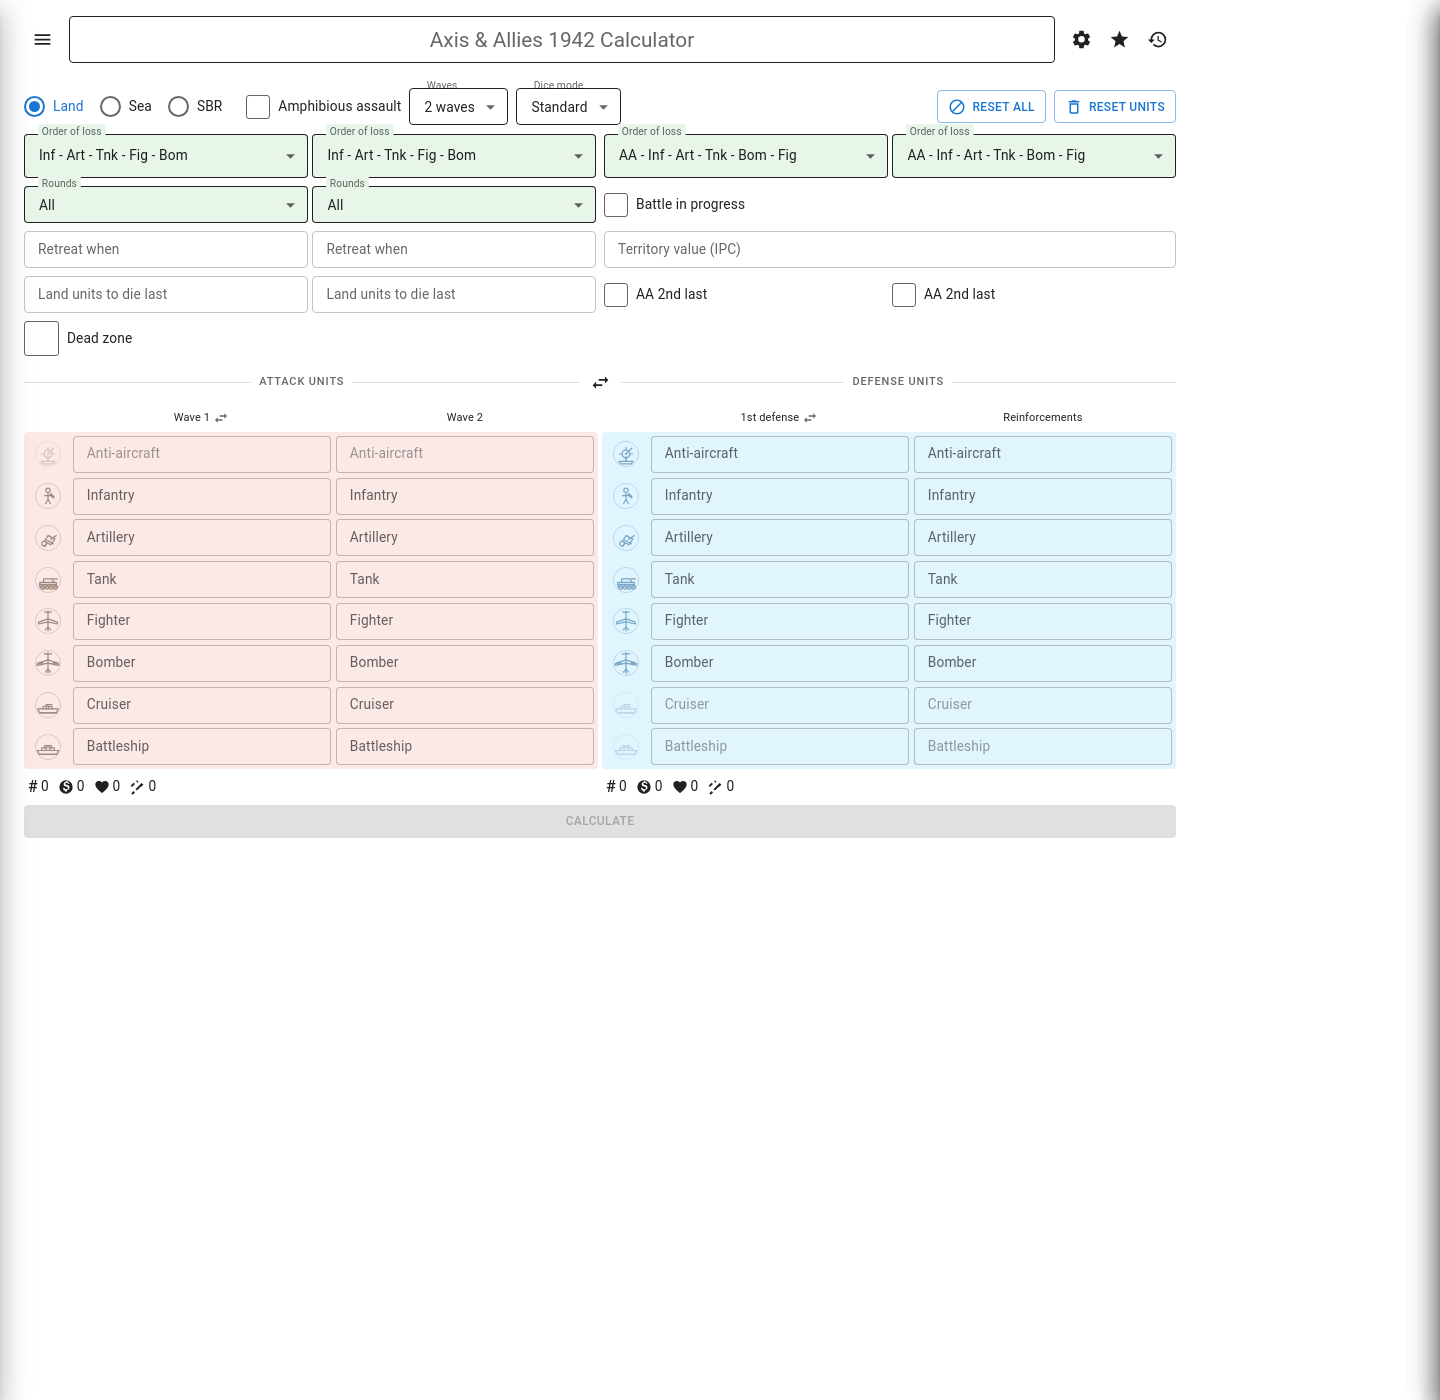 Axis & Allies 1942 Calculator
Waves Dice mode
Land Sea SBR Amphibious assault 2 waves Standard RESET ALL RESET UNITS
Order of loss Order of loss Order of loss Order of loss
Inf - Art - Tnk - Fig - Bom Inf - Art - Tnk - Fig - Bom AA - Inf - Art - Tnk - Bom - Fig AA - Inf - Art - Tnk - Bom - Fig
Rounds Rounds
All All Battle in progress
Retreat when Retreat when Territory value (IPC)
Land units to die last Land units to die last AA 2nd last AA 2nd last
Dead zone
ATTACK UNITS DEFENSE UNITS
Wave 1 Wave 2 1st defense Reinforcements
Anti-aircraft Anti-aircraft Anti-aircraft Anti-aircraft
Infantry Infantry Infantry Infantry
Artillery Artillery Artillery Artillery
Tank Tank Tank Tank
Fighter Fighter Fighter Fighter
Bomber Bomber Bomber Bomber
Cruiser Cruiser Cruiser Cruiser
Battleship Battleship Battleship Battleship
# 0 0 0 0 # 0 0 0 0
CALCULATE